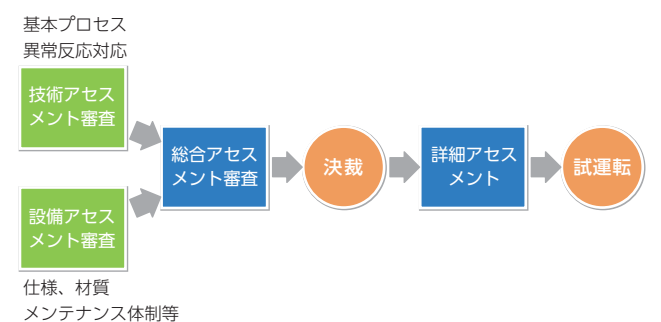 基本プロセス
異常反応対応
技術アセス
メント審査
総合アセス
メント審査
決裁
詳細アセス
メント
試運転
設備アセス
メント審査
仕様、材質
メンテナンス体制等